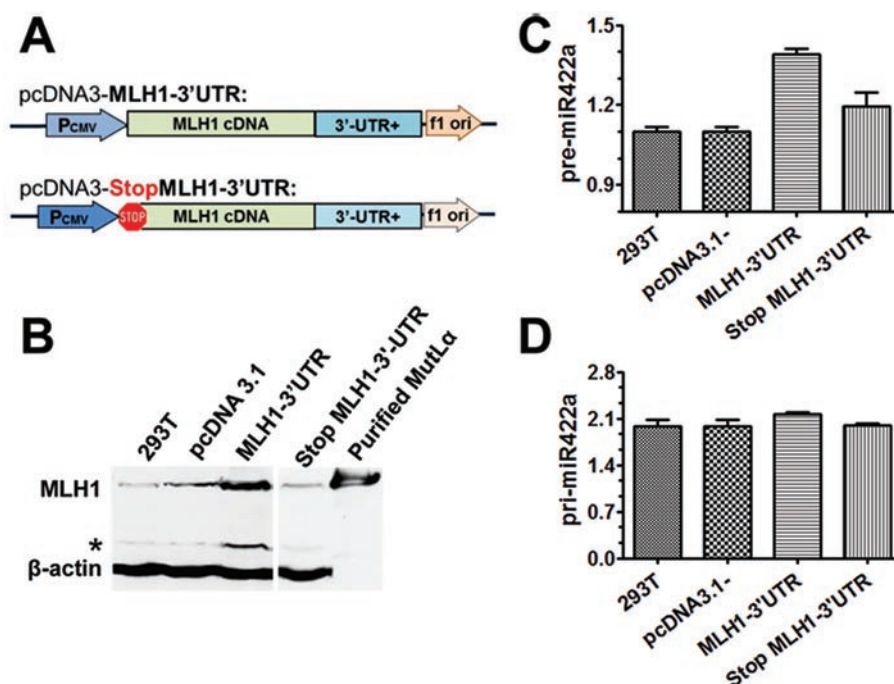 A
pcDNA3-MLH1-3'UTR:
PCMV
MLH1 cDNA
3'-UTR+
f1 ori
pcDNA3-StopMLH1-3'UTR:
PCMV
STOP
MLH1 cDNA
3'-UTR+
f1 ori
B
293T
pcDNA 3.1
MLH1-3'UTR
Stop MLH1-3'-UTR
Purified MutLα
MLH1
*
β-actin
C
pre-miR422a
1.5
1.2
0.9
293T
pcDNA3.1-
MLH1-3'UTR
Stop MLH1-3'UTR
D
pri-miR422a
2.8
2.1
1.4
0.7
0.0
293T
pcDNA3.1-
MLH1-3'UTR
Stop MLH1-3'UTR